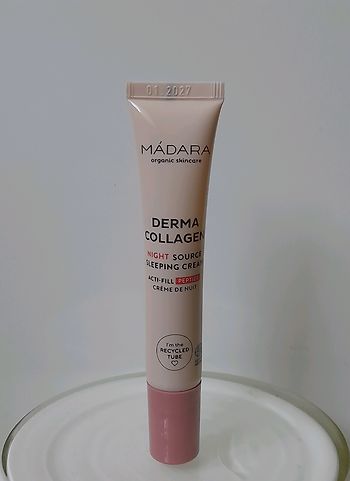 01 2027
MÁDARA
organic skincare
DERMA
COLLAGEN
NIGHT SOURCE
SLEEPING CREAM
ACTI-FILL PEPTIDE
CRÈME DE NUIT
I'm the
RECYCLED
TUBE